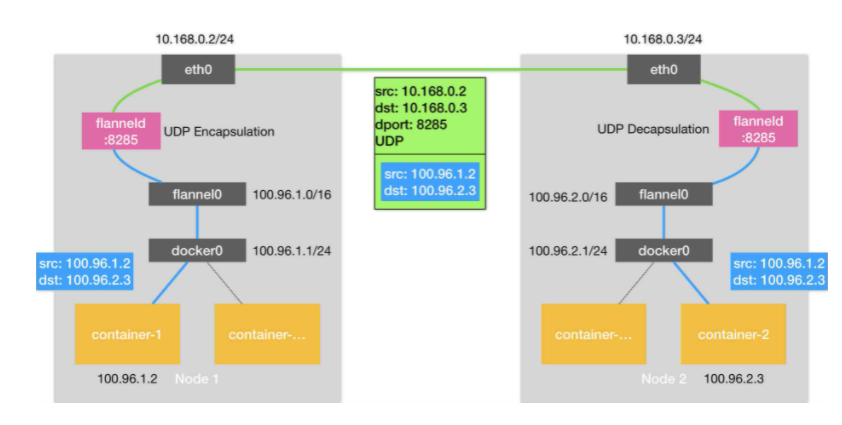 10.168.0.2/24
10.168.0.3/24
eth0
eth0
src: 10.168.0.2
dst: 10.168.0.3
dport: 8285
UDP
flanneld
:8285
UDP Encapsulation
UDP Decapsulation
flanneld
:8285
src: 100.96.1.2
dst: 100.96.2.3
flannel0
100.96.1.0/16
100.96.2.0/16
flannel0
docker0
100.96.1.1/24
100.96.2.1/24
docker0
src: 100.96.1.2
dst: 100.96.2.3
src: 100.96.1.2
dst: 100.96.2.3
container-1
container-...
container-...
container-2
100.96.1.2
Node 1
Node 2
100.96.2.3